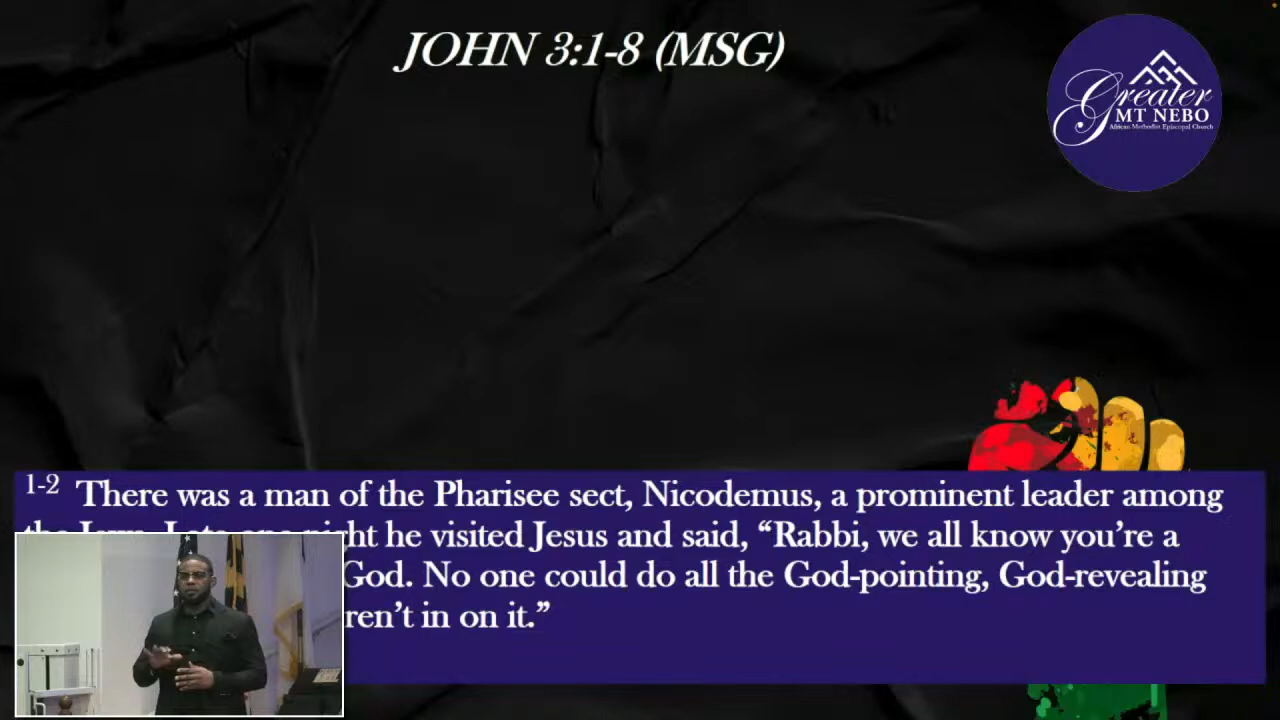 JOHN 3:1-8 (MSG)
Greater
MT NEBO
African Methodist Episcopal Church
1-2 There was a man of the Pharisee sect, Nicodemus, a prominent leader among
he visited Jesus and said, “Rabbi, we all know you’re a
God. No one could do all the God-pointing, God-revealing
in on it.”